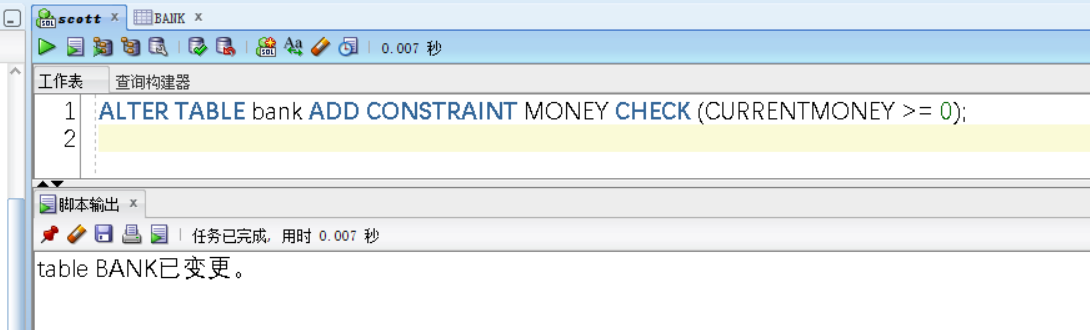 scott
BANK
0.007 秒
工作表 查询构建器
1 ALTER TABLE bank ADD CONSTRAINT MONEY CHECK (CURRENTMONEY >= 0);
2
脚本输出
任务已完成, 用时 0.007 秒
table BANK已变更。